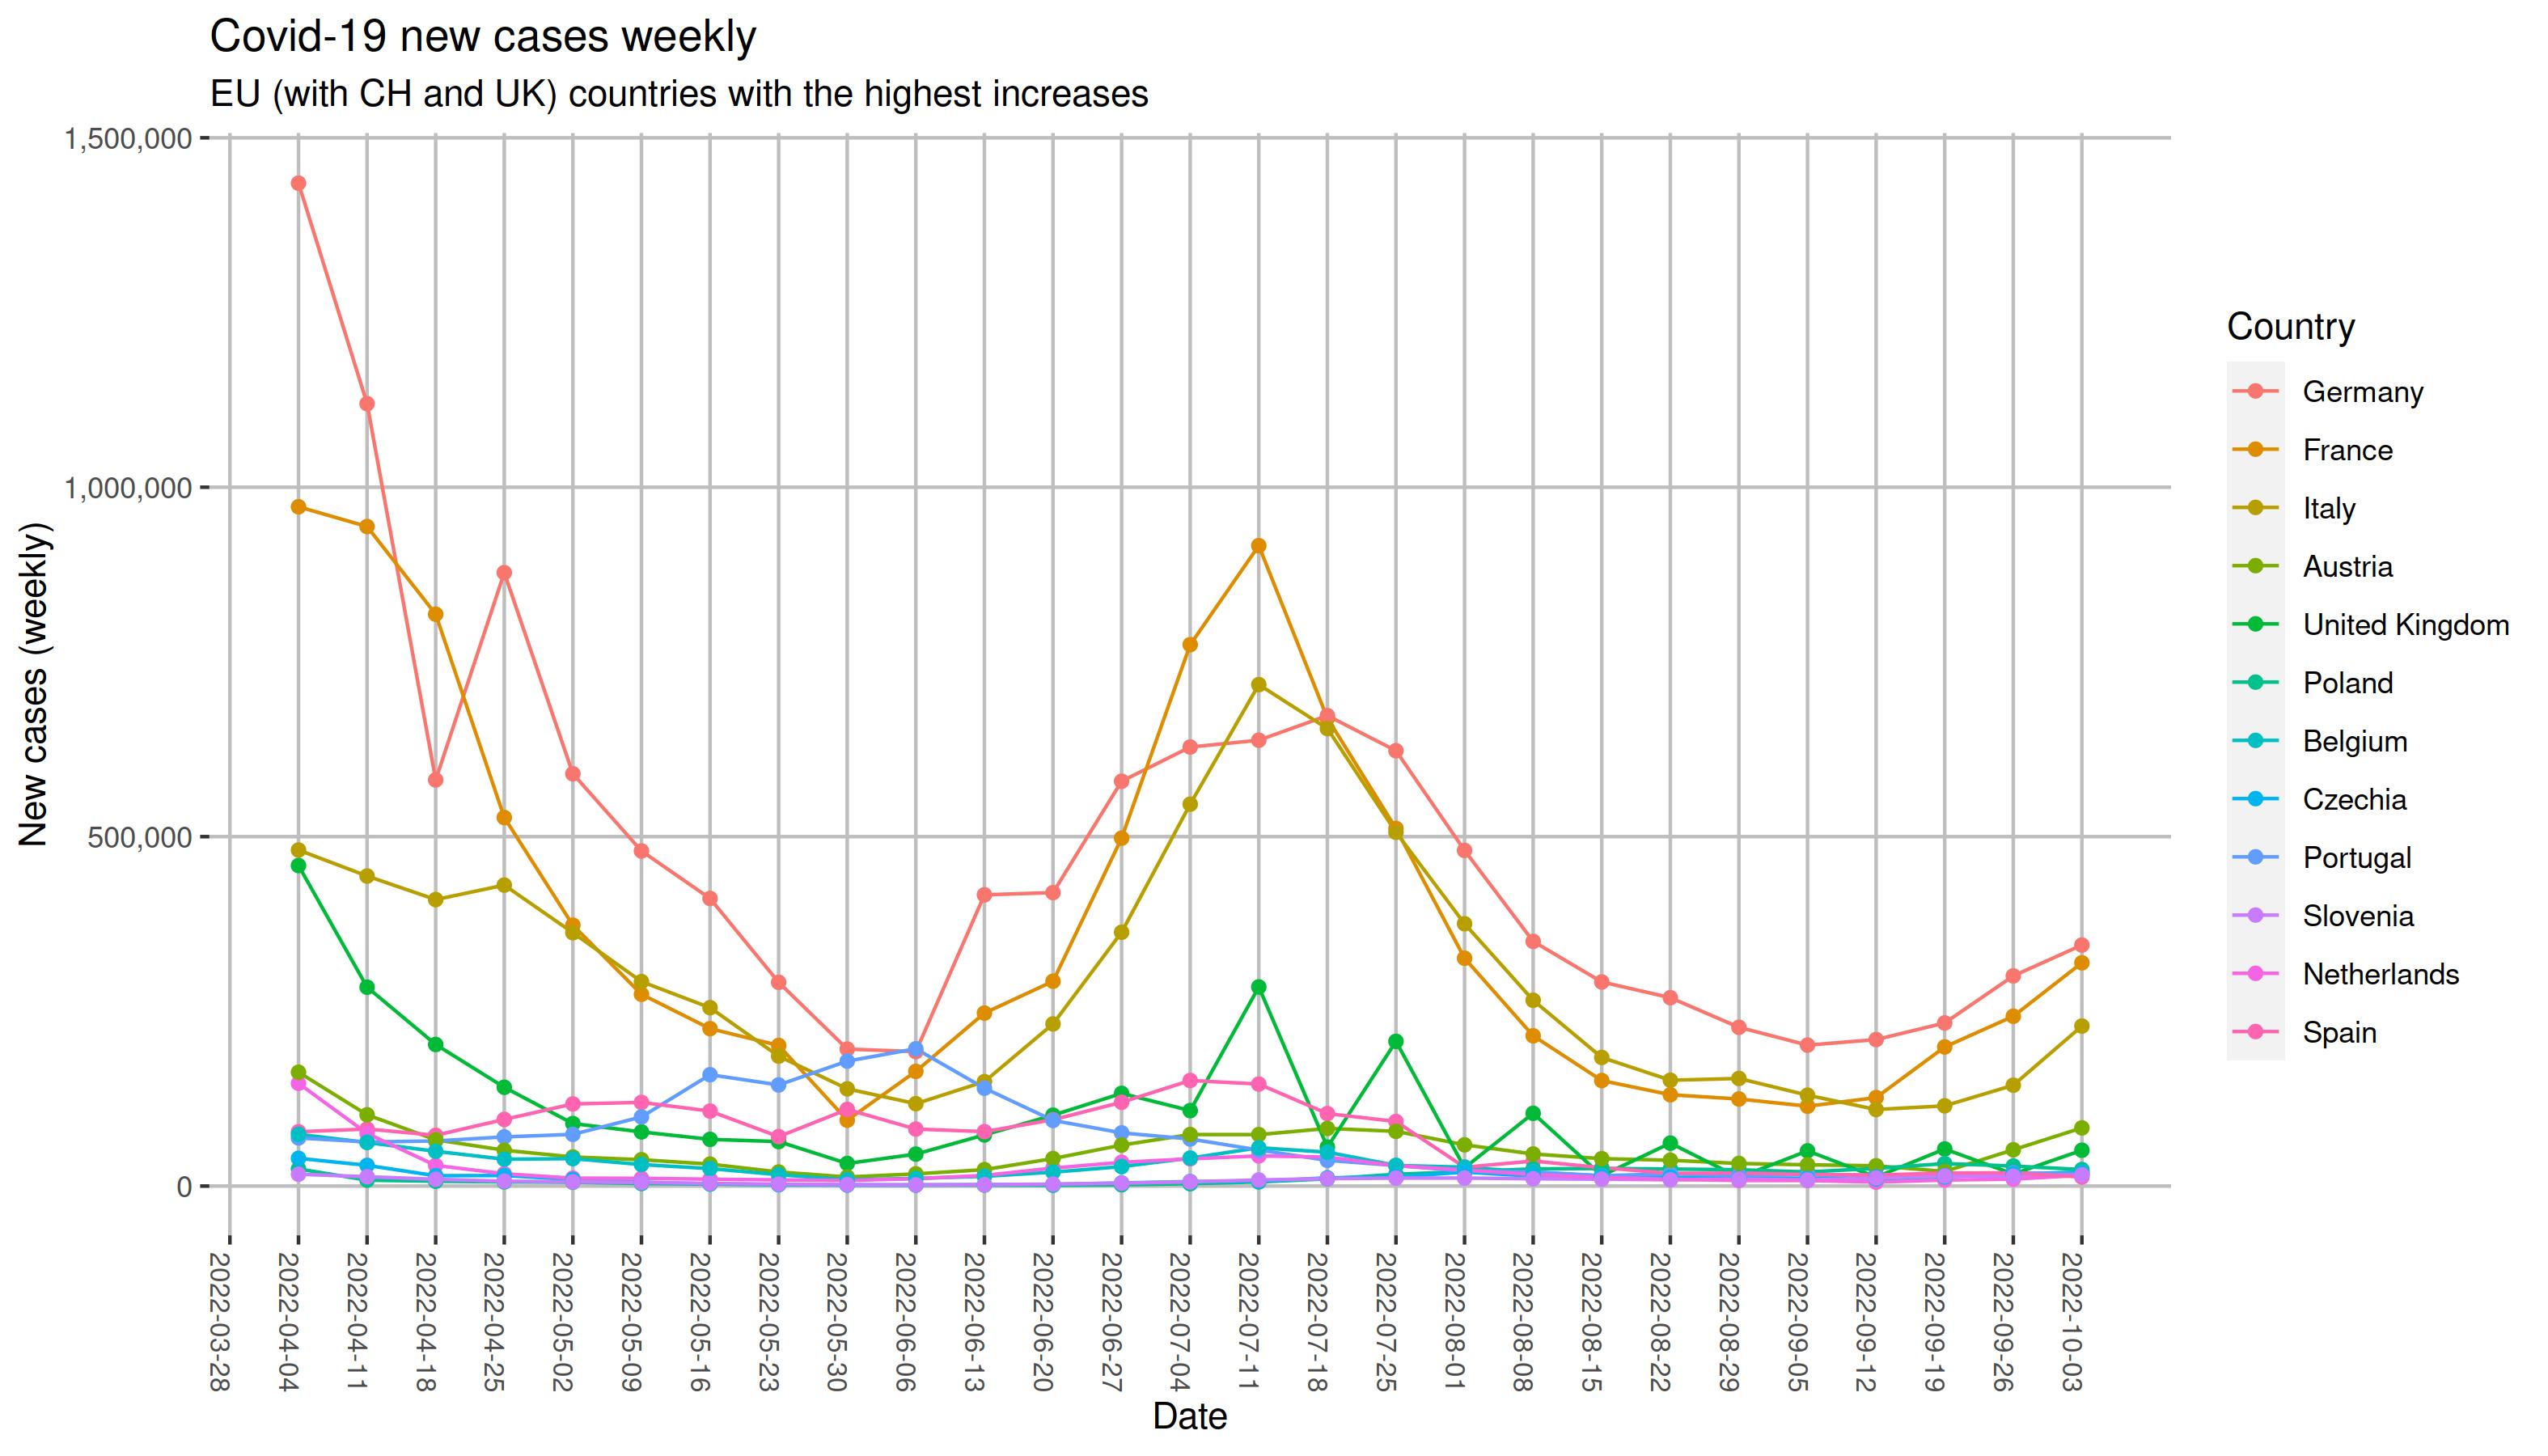 Covid-19 new cases weekly
EU (with CH and UK) countries with the highest increases
New cases (weekly)
1,500,000
1,000,000
500,000
0
2022-03-28
2022-04-04
2022-04-11
2022-04-18
2022-04-25
2022-05-02
2022-05-09
2022-05-16
2022-05-23
2022-05-30
2022-06-06
2022-06-13
2022-06-20
2022-06-27
2022-07-04
2022-07-11
2022-07-18
2022-07-25
2022-08-01
2022-08-08
2022-08-15
2022-08-22
2022-08-29
2022-09-05
2022-09-12
2022-09-19
2022-09-26
2022-10-03
Date
Country
Germany
France
Italy
Austria
United Kingdom
Poland
Belgium
Czechia
Portugal
Slovenia
Netherlands
Spain